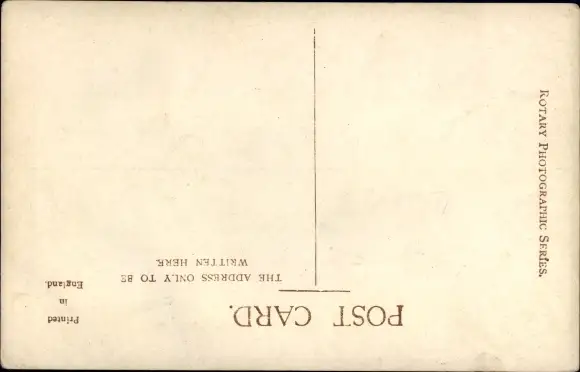 POST CARD.
THE ADDRESS ONLY TO BE
WRITTEN HERE.
Printed
in
England.
ROTARY PHOTOGRAPHIC SERIES.